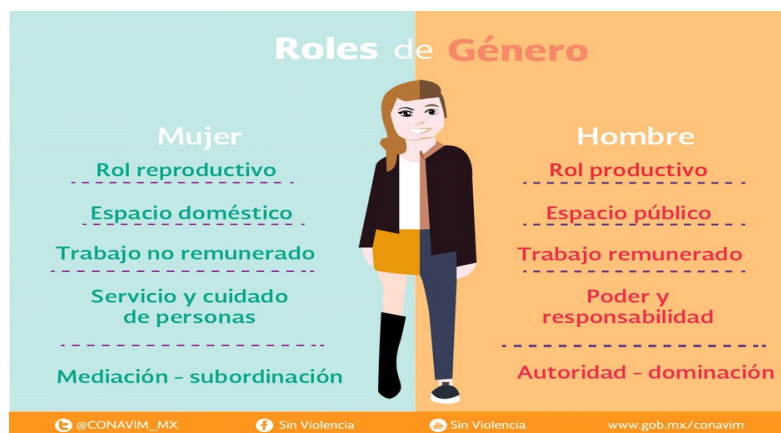 Roles de Género
Mujer
Rol reproductivo
Espacio doméstico
Trabajo no remunerado
Servicio y cuidado
de personas
Mediación – subordinación
Hombre
Rol productivo
Espacio público
Trabajo remunerado
Poder y
responsabilidad
Autoridad – dominación
@CONAVIM_MX Sin Violencia Sin Violencia www.gob.mx/conavim